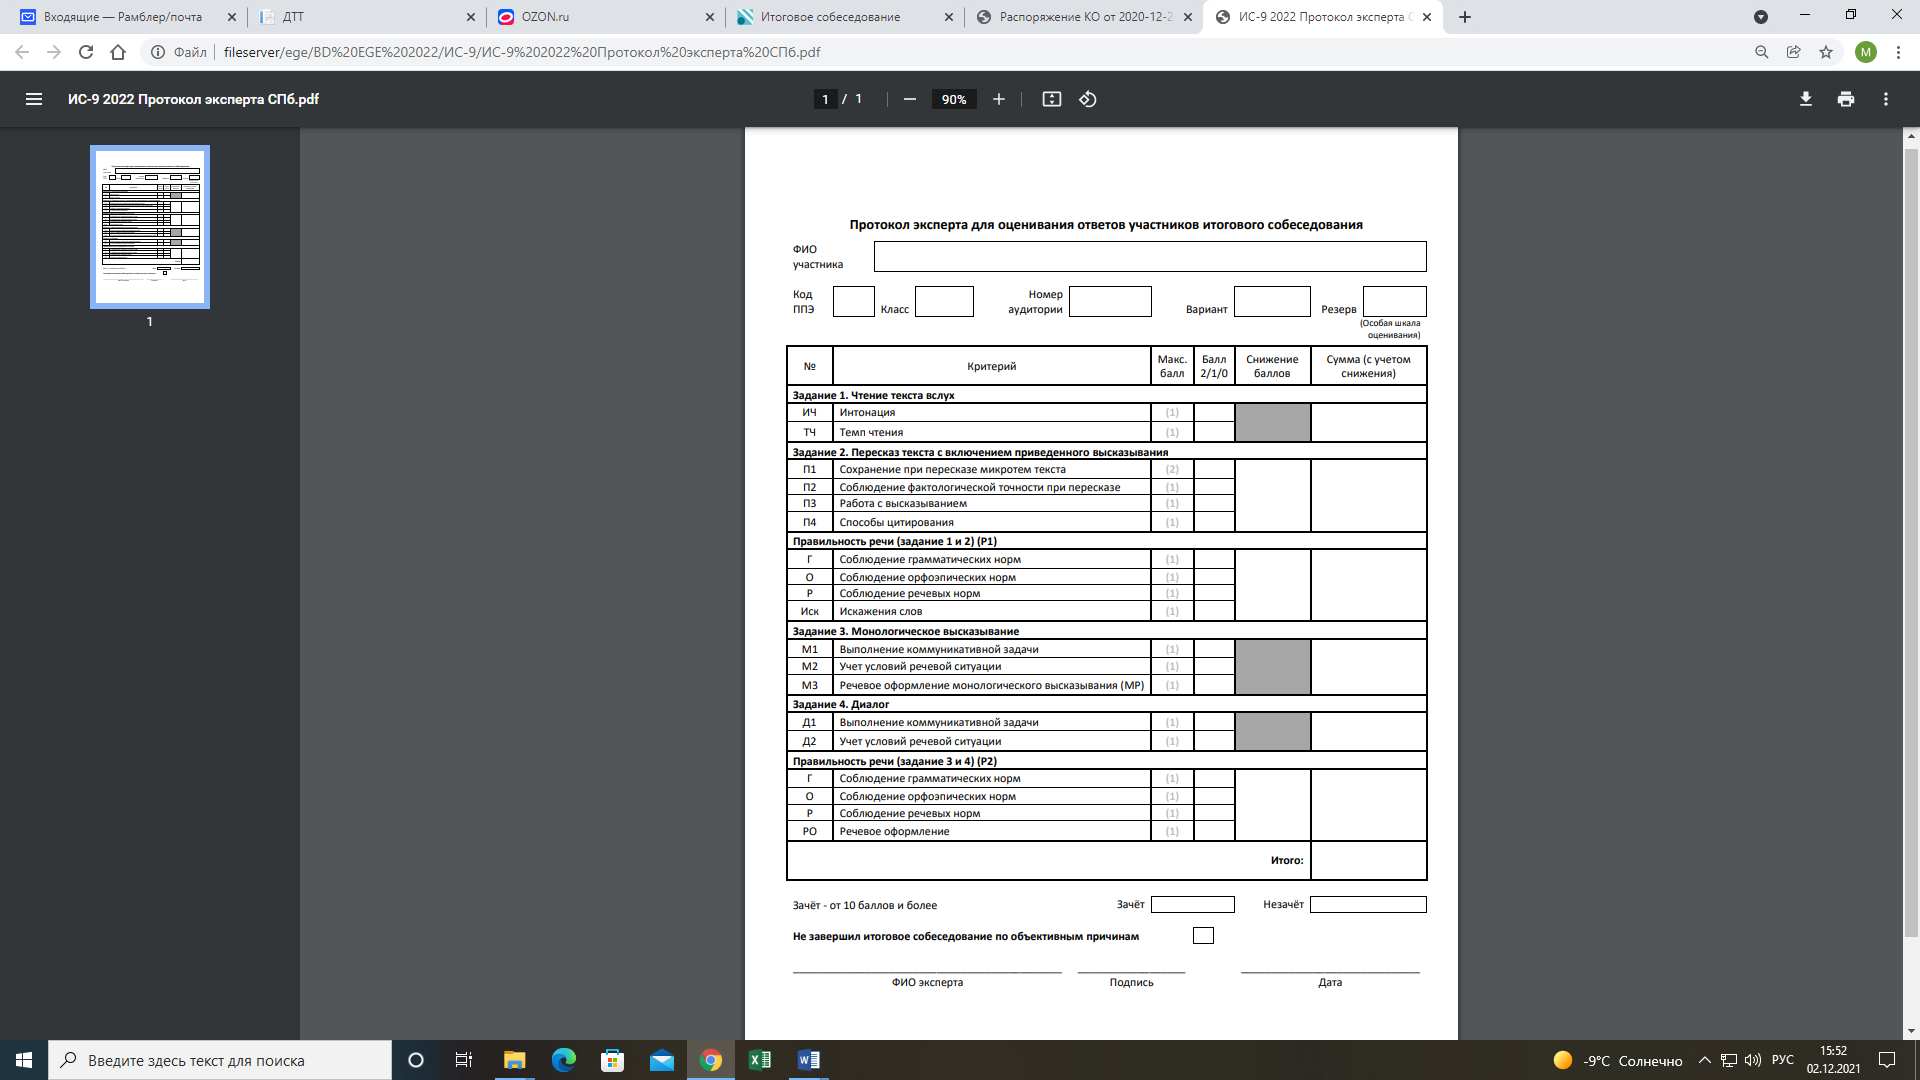 Входящие — Рамблер/почта
ДТТ
OZON.ru
Итоговое собеседование
Распоряжение КО от 2020-12-2
ИС-9 2022 Протокол эксперта С
Файл
fileserver/ege/BD%20EGE%202022/ИС-9/ИС-9%202022%20Протокол%20эксперта%20СПб.pdf
M
ИС-9 2022 Протокол эксперта СПб.pdf
1 / 1
90%
1
Протокол эксперта для оценивания ответов участников итогового собеседования
ФИО
участника
Код
ППЭ
Класс
Номер
аудитории
Вариант
Резерв
(Особая шкала
оценивания)
№ Критерий Макс. балл Балл 2/1/0 Снижение баллов Сумма (с учетом снижения)
Задание 1. Чтение текста вслух
ИЧ Интонация (1)
ТЧ Темп чтения (1)
Задание 2. Пересказ текста с включением приведенного высказывания
П1 Сохранение при пересказе микротем текста (2)
П2 Соблюдение фактологической точности при пересказе (1)
П3 Работа с высказыванием (1)
П4 Способы цитирования (1)
Правильность речи (задание 1 и 2) (Р1)
Г Соблюдение грамматических норм (1)
О Соблюдение орфоэпических норм (1)
Р Соблюдение речевых норм (1)
Иск Искажения слов (1)
Задание 3. Монологическое высказывание
М1 Выполнение коммуникативной задачи (1)
М2 Учет условий речевой ситуации (1)
М3 Речевое оформление монологического высказывания (МР) (1)
Задание 4. Диалог
Д1 Выполнение коммуникативной задачи (1)
Д2 Учет условий речевой ситуации (1)
Правильность речи (задание 3 и 4) (Р2)
Г Соблюдение грамматических норм (1)
О Соблюдение орфоэпических норм (1)
Р Соблюдение речевых норм (1)
РО Речевое оформление (1)
Итого:
Зачёт - от 10 баллов и более
Зачёт
Незачёт
Не завершил итоговое собеседование по объективным причинам
ФИО эксперта
Подпись
Дата
Введите здесь текст для поиска
-9°C Солнечно
РУС
15:52
02.12.2021